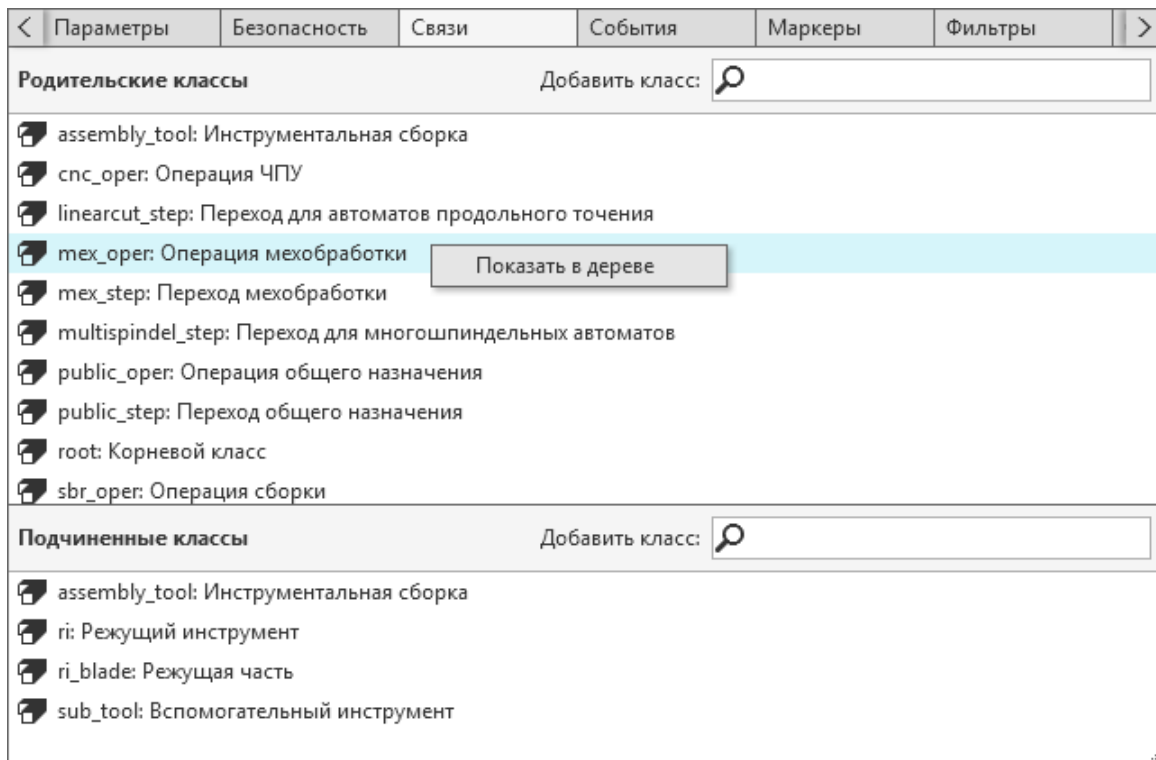 Параметры Безопасность Связи События Маркеры Фильтры
Родительские классы Добавить класс:
assembly_tool: Инструментальная сборка
cnc_oper: Операция ЧПУ
linearcut_step: Переход для автоматов продольного точения
mex_oper: Операция мехобработки
Показать в дереве
mex_step: Переход мехобработки
multispindel_step: Переход для многошпиндельных автоматов
public_oper: Операция общего назначения
public_step: Переход общего назначения
root: Корневой класс
sbr_oper: Операция сборки
Подчиненные классы Добавить класс:
assembly_tool: Инструментальная сборка
ri: Режущий инструмент
ri_blade: Режущая часть
sub_tool: Вспомогательный инструмент